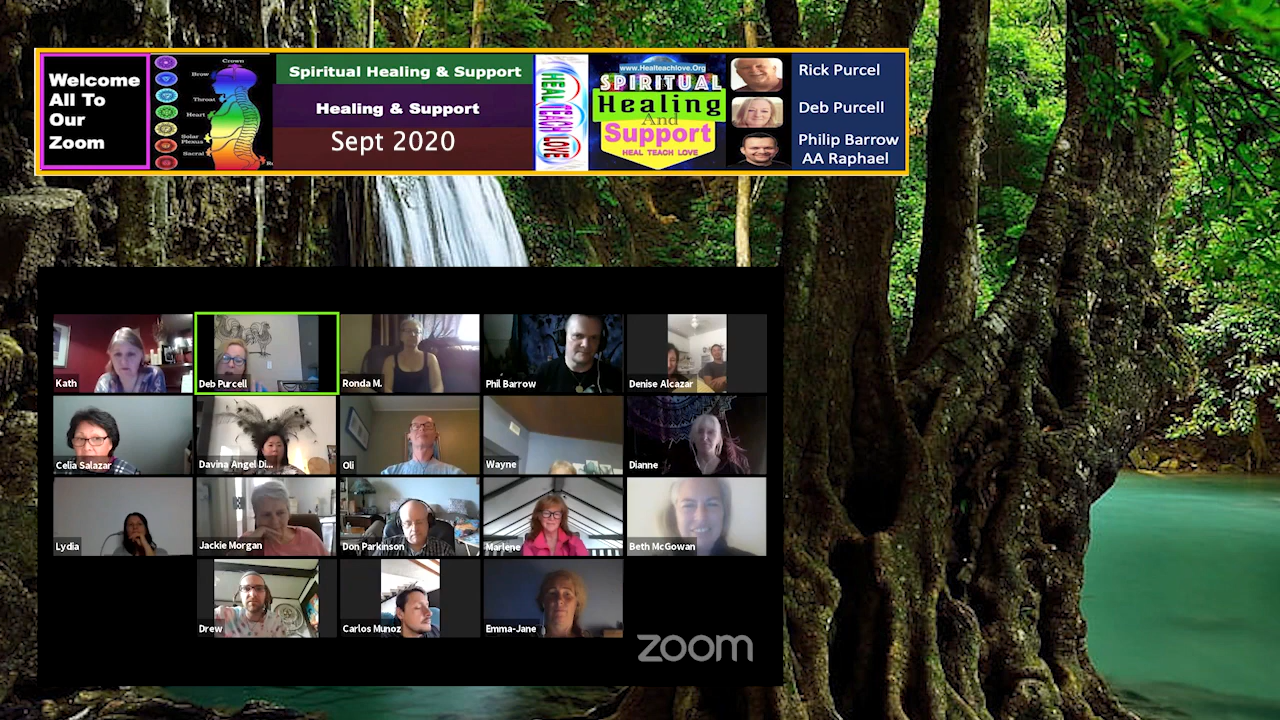 Welcome
All To
Our
Zoom
Crown
Brow
Throat
Heart
Solar
Plexus
Sacral
Spiritual Healing & Support
Healing & Support
Sept 2020
HEAL TEACH LOVE
www.Healteachlove.Org
SPIRITUAL
Healing
And
Support
HEAL TEACH LOVE
Rick Purcel
Deb Purcell
Philip Barrow
AA Raphael
Kath
Deb Purcell
Ronda M.
Phil Barrow
Denise Alcazar
Celia Salazar
Davina Angel Di...
Oli
Wayne
Dianne
Lydia
Jackie Morgan
Don Parkinson
Marlene
Beth McGowan
Drew
Carlos Munoz
Emma-Jane
zoom